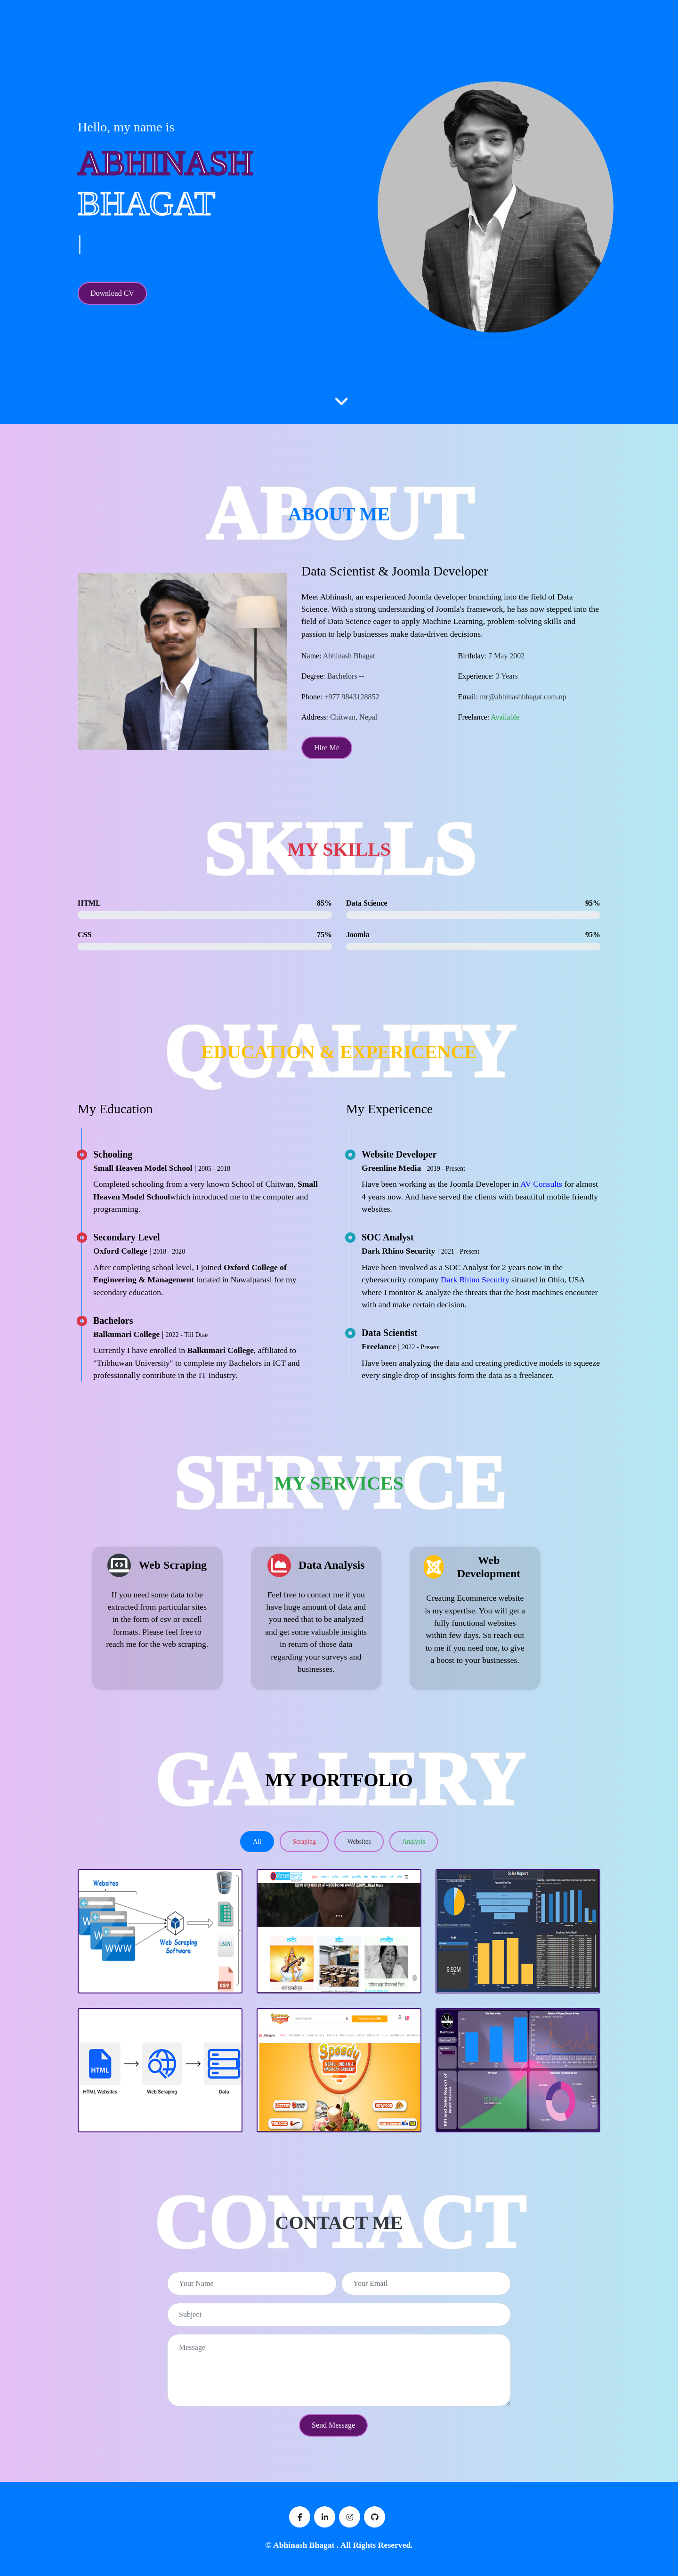 Hello, my name is
ABHINASH
BHAGAT
Download CV
ABOUT
ABOUT ME
Data Scientist & Joomla Developer
Meet Abhinash, an experienced Joomla developer branching into the field of Data
Science. With a strong understanding of Joomla's framework, he has now stepped into the
field of Data Science eager to apply Machine Learning, problem-solving skills and
passion to help businesses make data-driven decisions.
Name: Abhinash Bhagat
Birthday: 7 May 2002
Degree: Bachelors --
Experience: 3 Years+
Phone: +977 9843128852
Email: mr@abhinashbhagat.com.np
Address: Chitwan, Nepal
Freelance: Available
Hire Me
SKILLS
MY SKILLS
HTML 85%
Data Science 95%
CSS 75%
Joomla 95%
QUALITY
EDUCATION & EXPERICENCE
My Education
Schooling
Small Heaven Model School | 2005 - 2018
Completed schooling from a very known School of Chitwan, Small
Heaven Model Schoolwhich introduced me to the computer and
programming.
Secondary Level
Oxford College | 2018 - 2020
After completing school level, I joined Oxford College of
Engineering & Management located in Nawalparasi for my
secondary education.
Bachelors
Balkumari College | 2022 - Till Dtae
Currently I have enrolled in Balkumari College, affiliated to
"Tribhuwan University" to complete my Bachelors in ICT and
professionally contribute in the IT Industry.
My Expericence
Website Developer
Greenline Media | 2019 - Present
Have been working as the Joomla Developer in AV Consults for almost
4 years now. And have served the clients with beautiful mobile friendly
websites.
SOC Analyst
Dark Rhino Security | 2021 - Present
Have been involved as a SOC Analyst for 2 years now in the
cybersecurity company Dark Rhino Security situated in Ohio, USA
where I monitor & analyze the threats that the host machines encounter
with and make certain decision.
Data Scientist
Freelance | 2022 - Present
Have been analyzing the data and creating predictive models to squeeze
every single drop of insights form the data as a freelancer.
SERVICE
MY SERVICES
Web Scraping
If you need some data to be
extracted from particular sites
in the form of csv or excell
formats. Please feel free to
reach me for the web scraping.
Data Analysis
Feel free to contact me if you
have huge amount of data and
you need that to be analyzed
and get some valuable insights
in return of those data
regarding your surveys and
businesses.
Web
Development
Creating Ecommerce website
is my expertise. You will get a
fully functional websites
within few days. So reach out
to me if you need one, to give
a boost to your businesses.
GALLERY
MY PORTFOLIO
All
Scraping
Websites
Analysis
Websites
WWW
Web Scraping
Software
JSON
CSV
Sales Report
9.92M
HTML
HTML Websites
Web Scraping
Data
Speedy
CONTACT
CONTACT ME
Your Name
Your Email
Subject
Message
Send Message
© Abhinash Bhagat . All Rights Reserved.